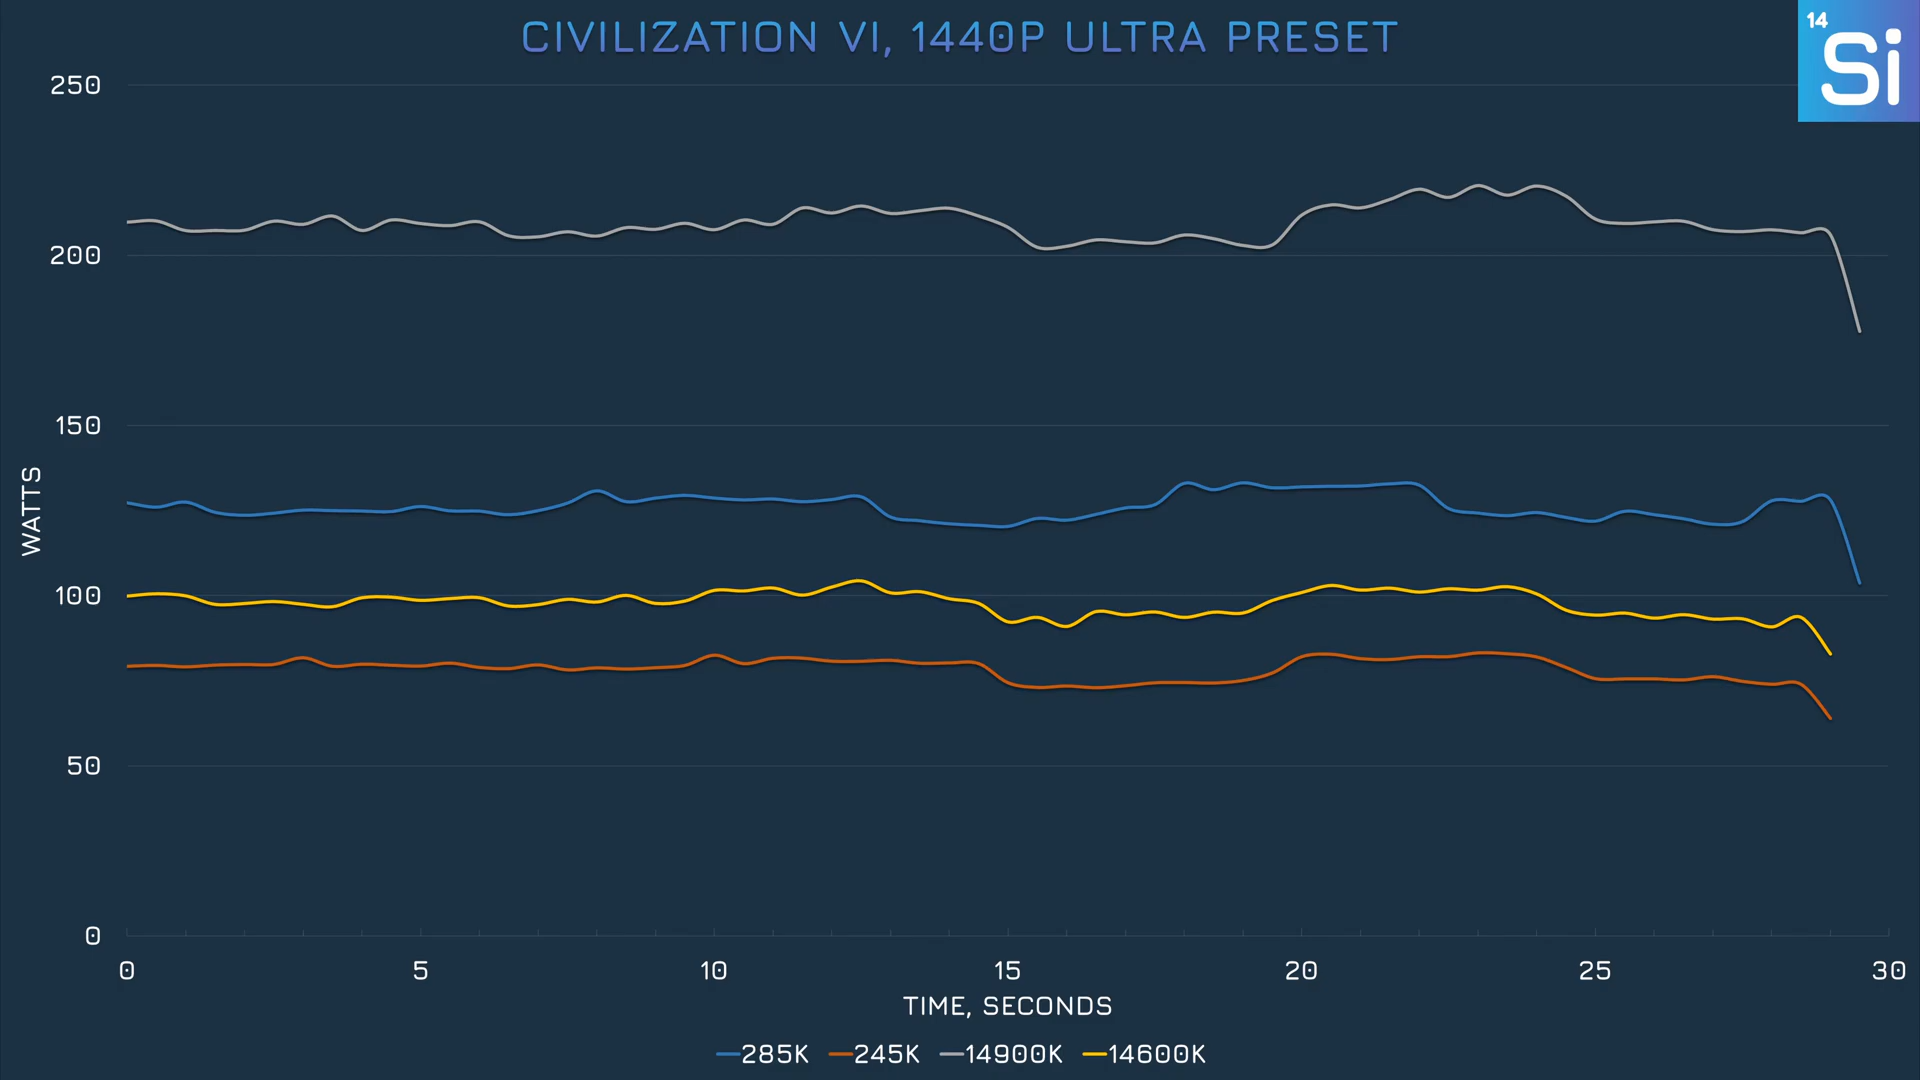 CIVILIZATION VI, 1440P ULTRA PRESET
14
Si
250
200
150
100
50
0
WATTS
0 5 10 15 20 25 30
TIME, SECONDS
285K 245K 14900K 14600K